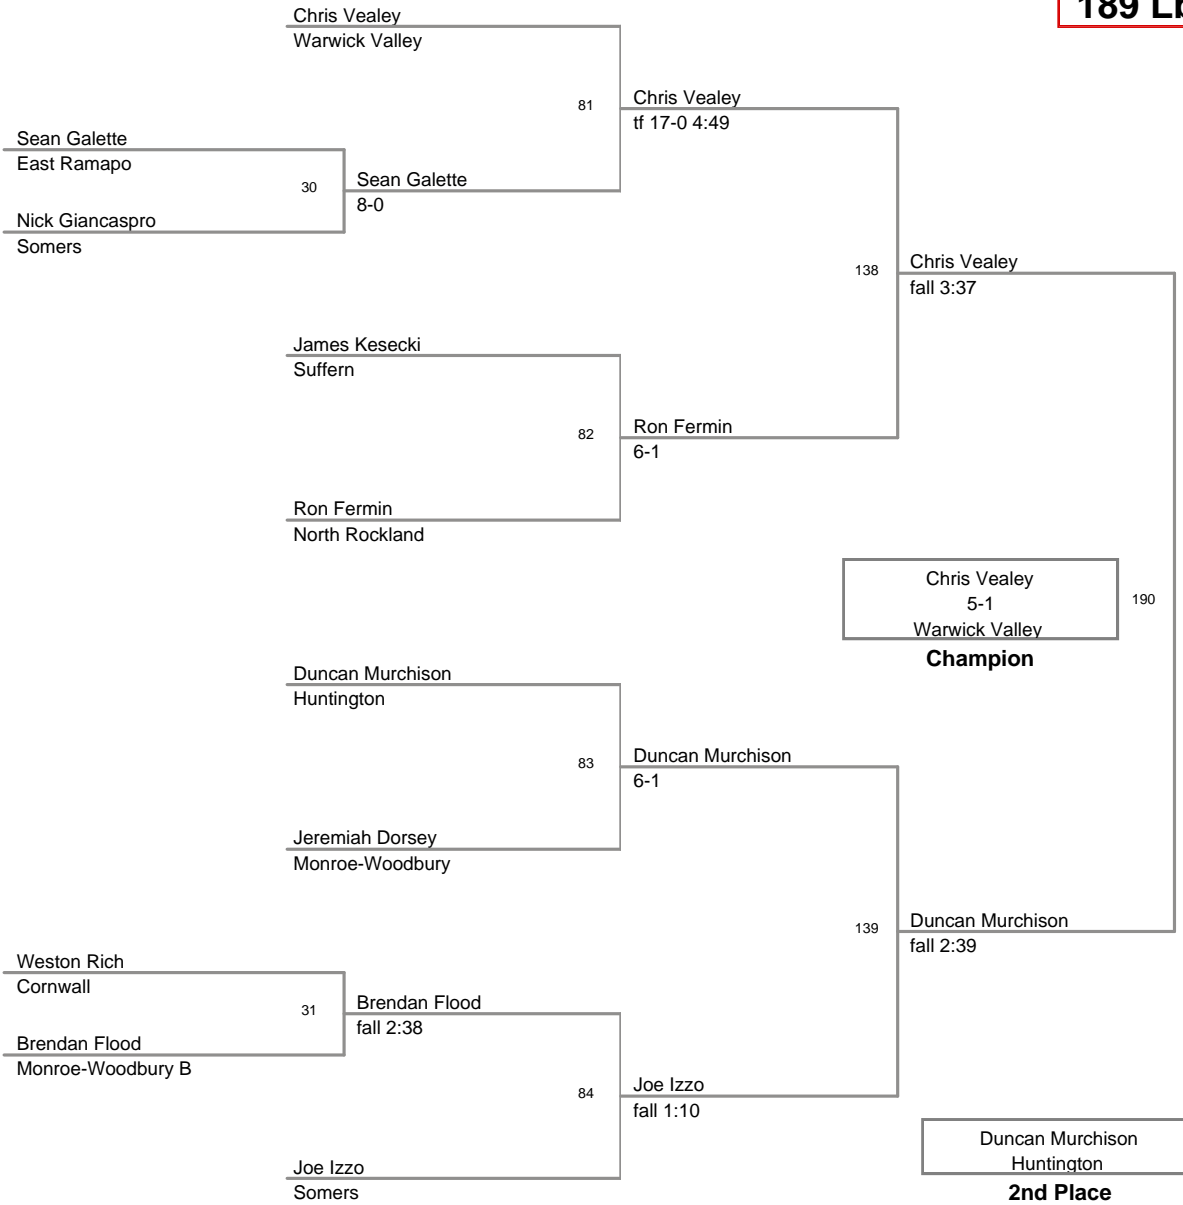 189 Lb
Chris Vealey
Warwick Valley
81
Chris Vealey
tf 17-0 4:49
Sean Galette
East Ramapo
30
Sean Galette
8-0
Nick Giancaspro
Somers
138
Chris Vealey
fall 3:37
James Kesecki
Suffern
82
Ron Fermin
6-1
Ron Fermin
North Rockland
Chris Vealey
5-1
Warwick Valley
190
Champion
Duncan Murchison
Huntington
83
Duncan Murchison
6-1
Jeremiah Dorsey
Monroe-Woodbury
139
Duncan Murchison
fall 2:39
Weston Rich
Cornwall
31
Brendan Flood
fall 2:38
Brendan Flood
Monroe-Woodbury B
84
Joe Izzo
fall 1:10
Joe Izzo
Somers
Duncan Murchison
Huntington
2nd Place